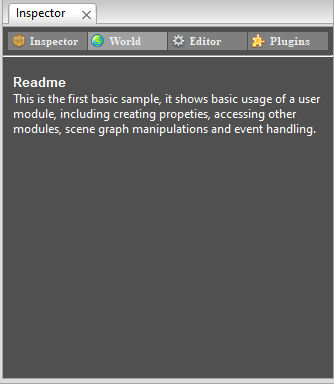 Inspector
Inspector World Editor Plugins
Readme
This is the first basic sample, it shows basic usage of a user
module, including creating propeties, accessing other
modules, scene graph manipulations and event handling.